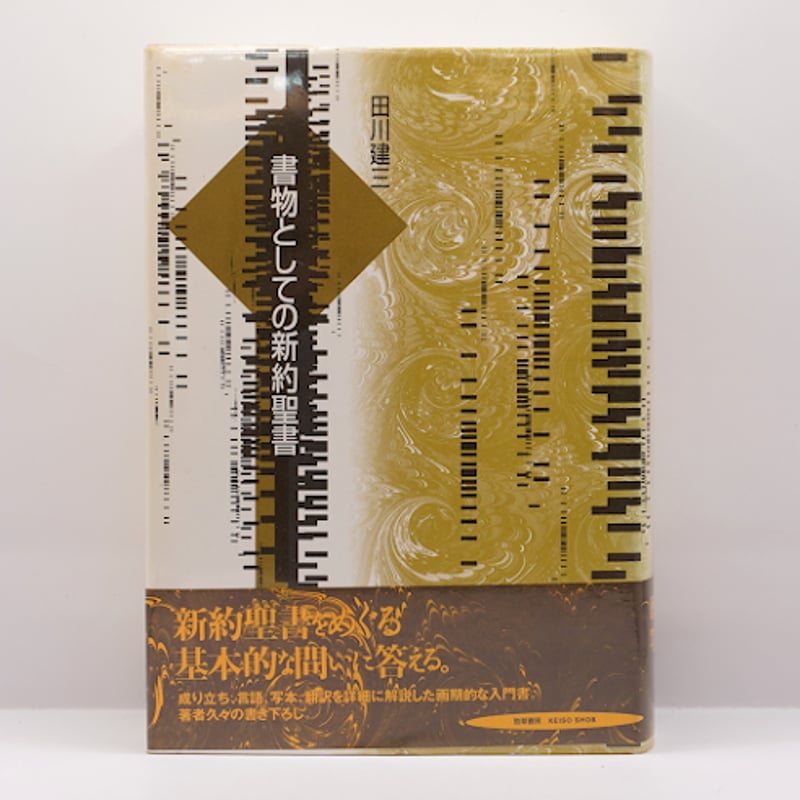 田川建三
書物としての新約聖書
新約聖書をめぐる
基本的な問いに答える。
成り立ち、言語、写本、翻訳を詳細に解説した画期的な入門書。
著者久々の書き下ろし
勁草書房 KEISO SHOBO